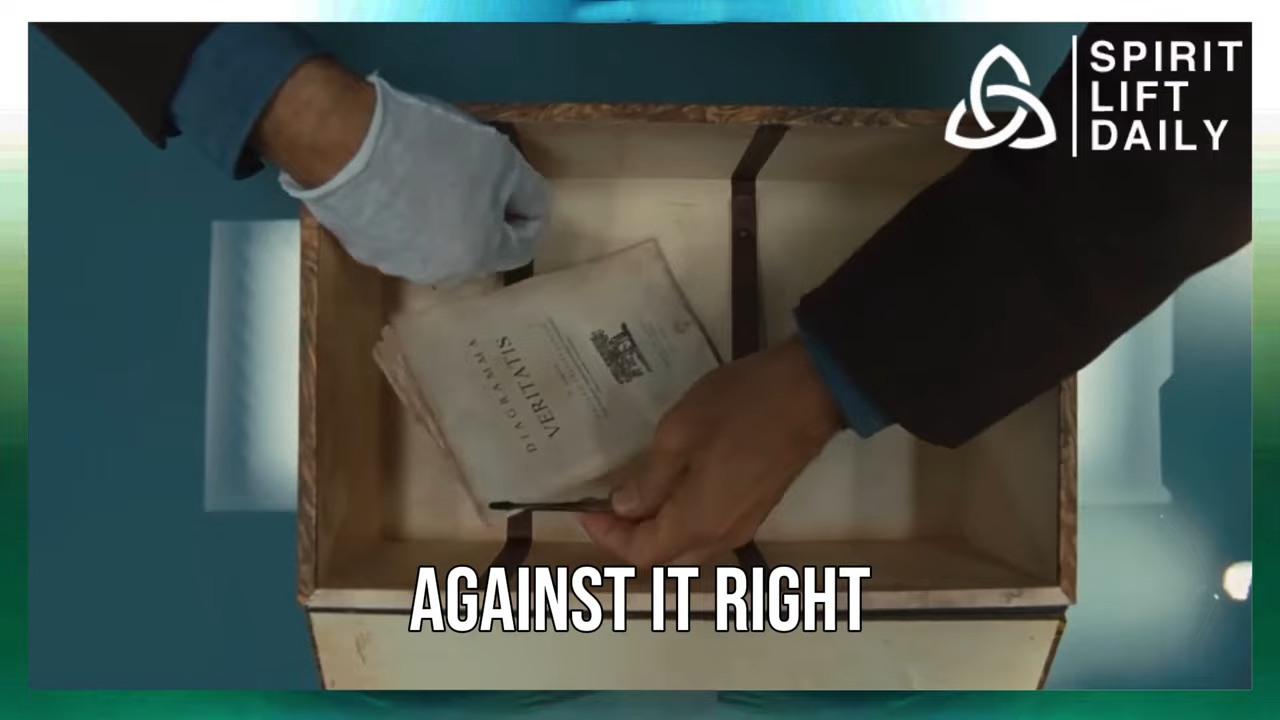 SPIRIT
LIFT
DAILY
DIAGRAMMA
VERITATIS
AGAINST IT RIGHT